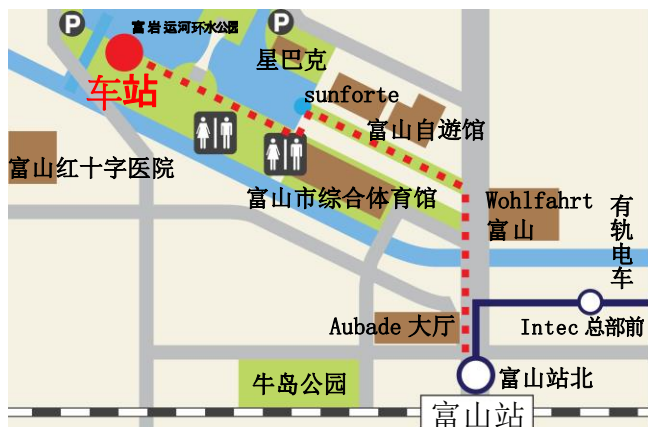 P
富岩运河环水公园
P
星巴克
车站
sunforte
富山自遊馆
富山红十字医院
富山市综合体育馆
Wohlfahrt
富山
有轨电车
Aubade 大厅
Intec 总部前
牛岛公园
富山站北
富山站